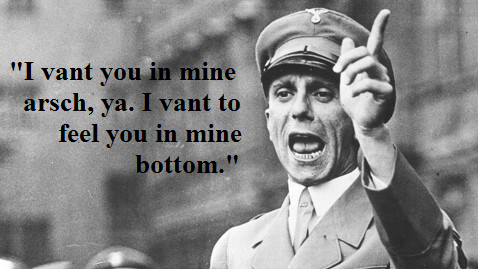 "I vant you in mine
arsch, ya. I vant to
feel you in mine
bottom."